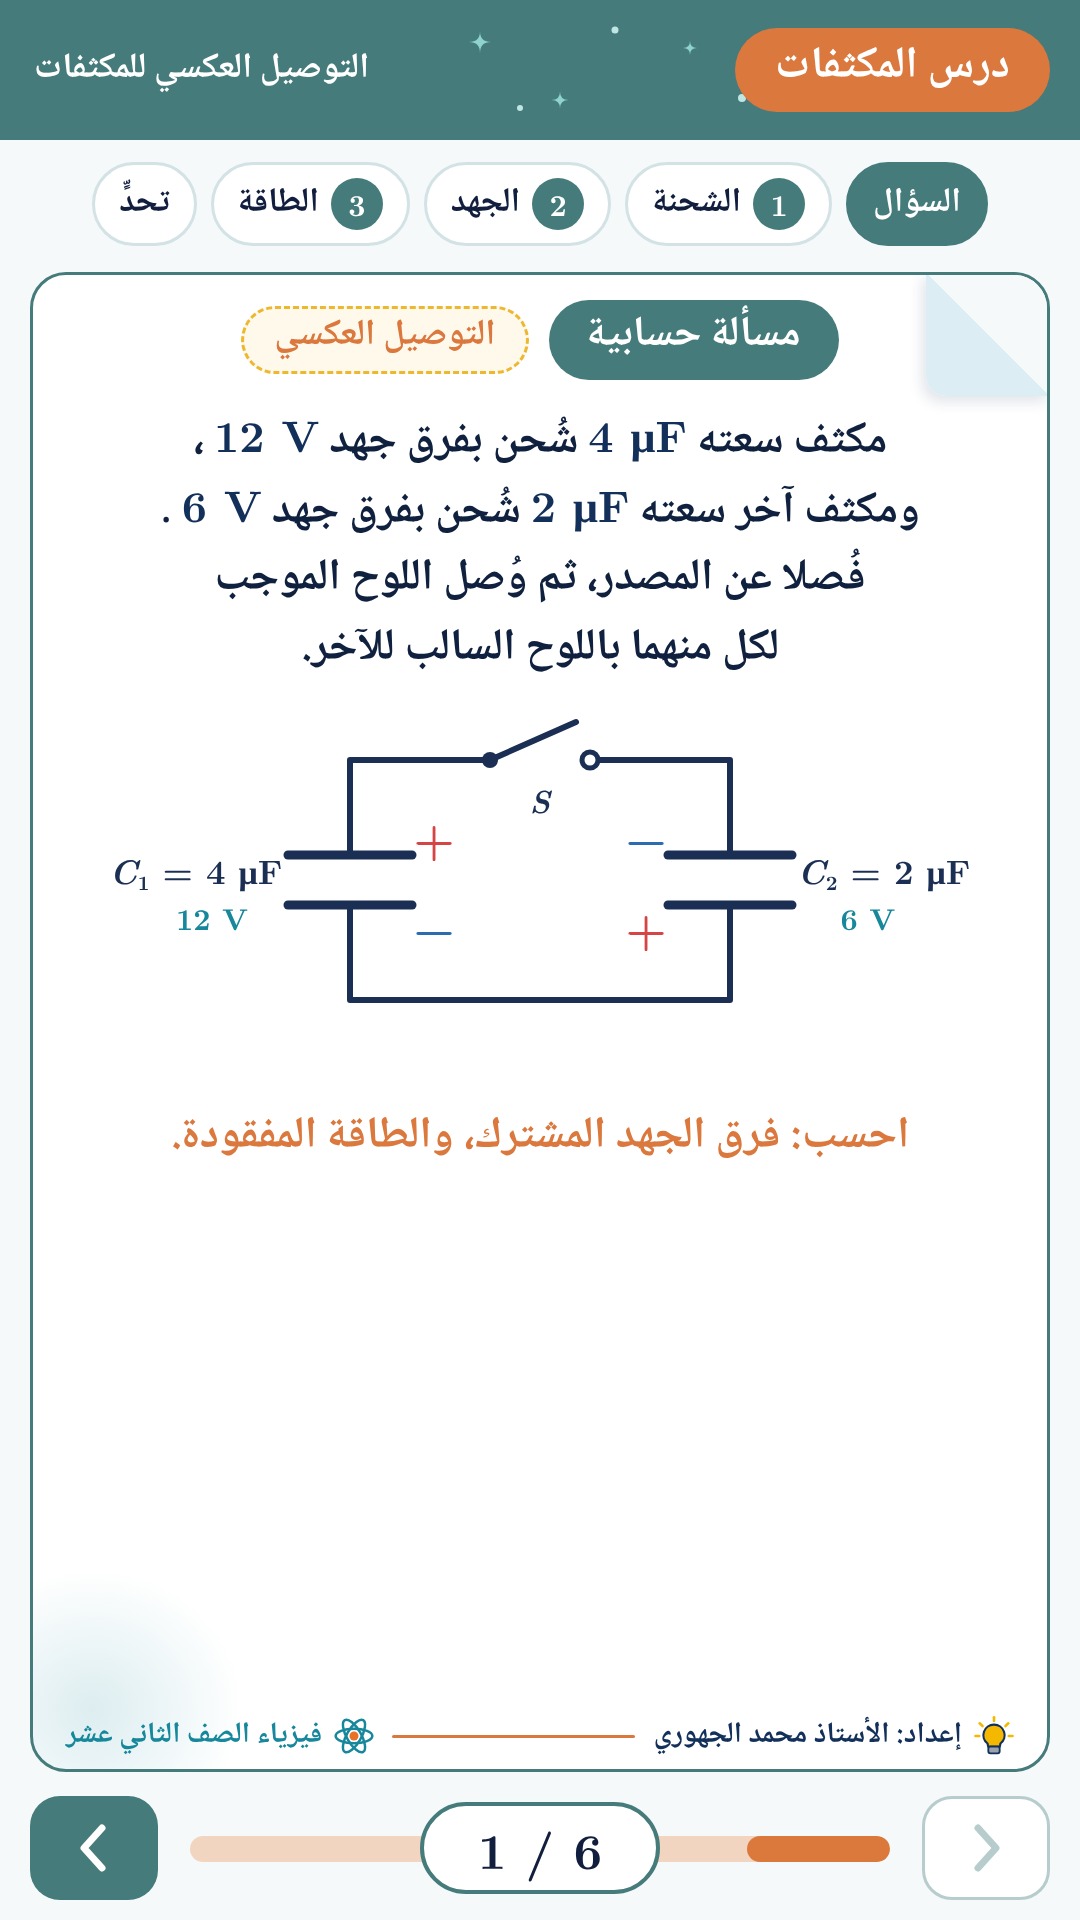 درس المكثفات
التوصيل العكسي للمكثفات
السؤال
1 الشحنة
2 الجهد
3 الطاقة
تحدٍّ
مسألة حسابية
التوصيل العكسي
مكثف سعته 4 μF شُحن بفرق جهد 12 V ،
ومكثف آخر سعته 2 μF شُحن بفرق جهد 6 V .
فُصلا عن المصدر، ثم وُصل اللوح الموجب
لكل منهما باللوح السالب للآخر.
S
+
−
C₁ = 4 μF
C₂ = 2 μF
12 V
6 V
−
+
احسب: فرق الجهد المشترك، والطاقة المفقودة.
إعداد: الأستاذ محمد الجهوري
فيزياء الصف الثاني عشر
1 / 6